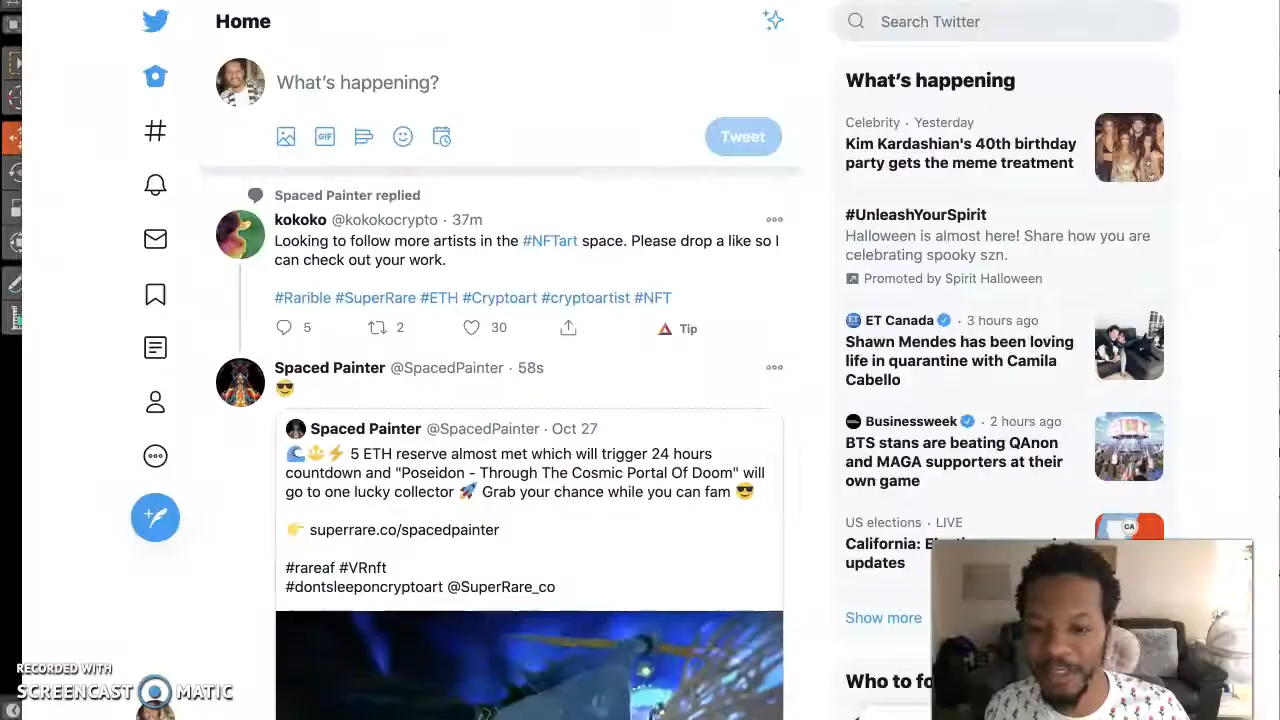 Home
What's happening?
GIF
Tweet
Spaced Painter replied
kokoko @kokokocrypto · 37m
Looking to follow more artists in the #NFTart space. Please drop a like so I
can check out your work.
#Rarible #SuperRare #ETH #Cryptoart #cryptoartist #NFT
5 2 30 Tip
Spaced Painter @SpacedPainter · 58s
😎
Spaced Painter @SpacedPainter · Oct 27
🌊🔱⚡ 5 ETH reserve almost met which will trigger 24 hours
countdown and "Poseidon - Through The Cosmic Portal Of Doom" will
go to one lucky collector 🚀 Grab your chance while you can fam 😎
👉 superrare.co/spacedpainter
#rareaf #VRnft
#dontsleeponcryptoart @SuperRare_co
Search Twitter
What's happening
Celebrity · Yesterday
Kim Kardashian's 40th birthday
party gets the meme treatment
#UnleashYourSpirit
Halloween is almost here! Share how you are
celebrating spooky szn.
Promoted by Spirit Halloween
ET Canada · 3 hours ago
Shawn Mendes has been loving
life in quarantine with Camila
Cabello
Businessweek · 2 hours ago
BTS stans are beating QAnon
and MAGA supporters at their
own game
US elections · LIVE
CA
California:
updates
Show more
Who to
RECORDED WITH
SCREENCAST MATIC